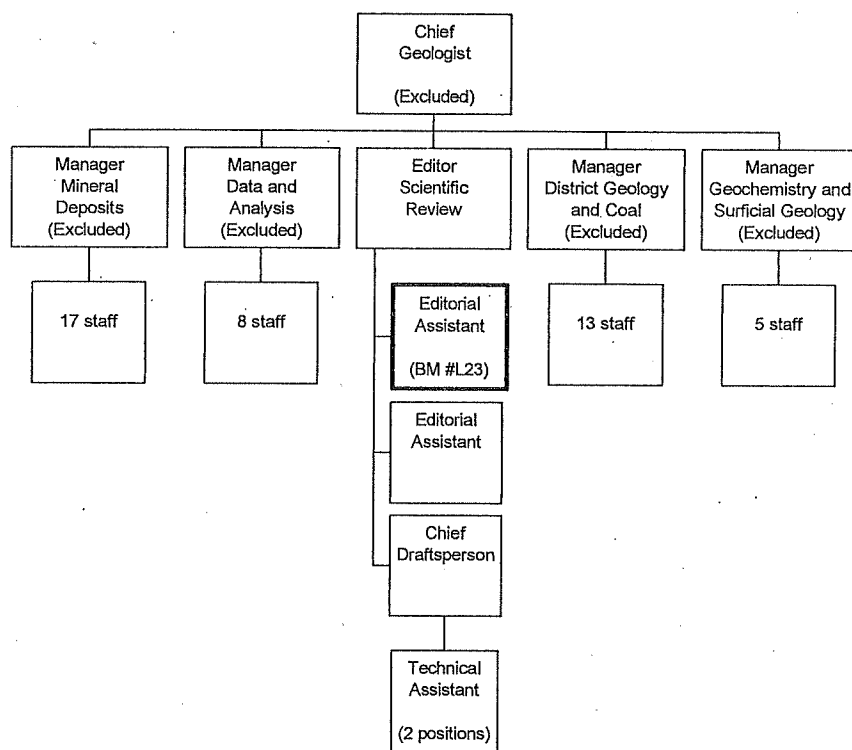 Chief
Geologist
(Excluded)
Manager
Mineral
Deposits
(Excluded)
Manager
Data and
Analysis
(Excluded)
Editor
Scientific
Review
Manager
District Geology
and Coal
(Excluded)
Manager
Geochemistry and
Surficial Geology
(Excluded)
17 staff
8 staff
Editorial
Assistant
(BM #L23)
13 staff
5 staff
Editorial
Assistant
Chief
Draftsperson
Technical
Assistant
(2 positions)